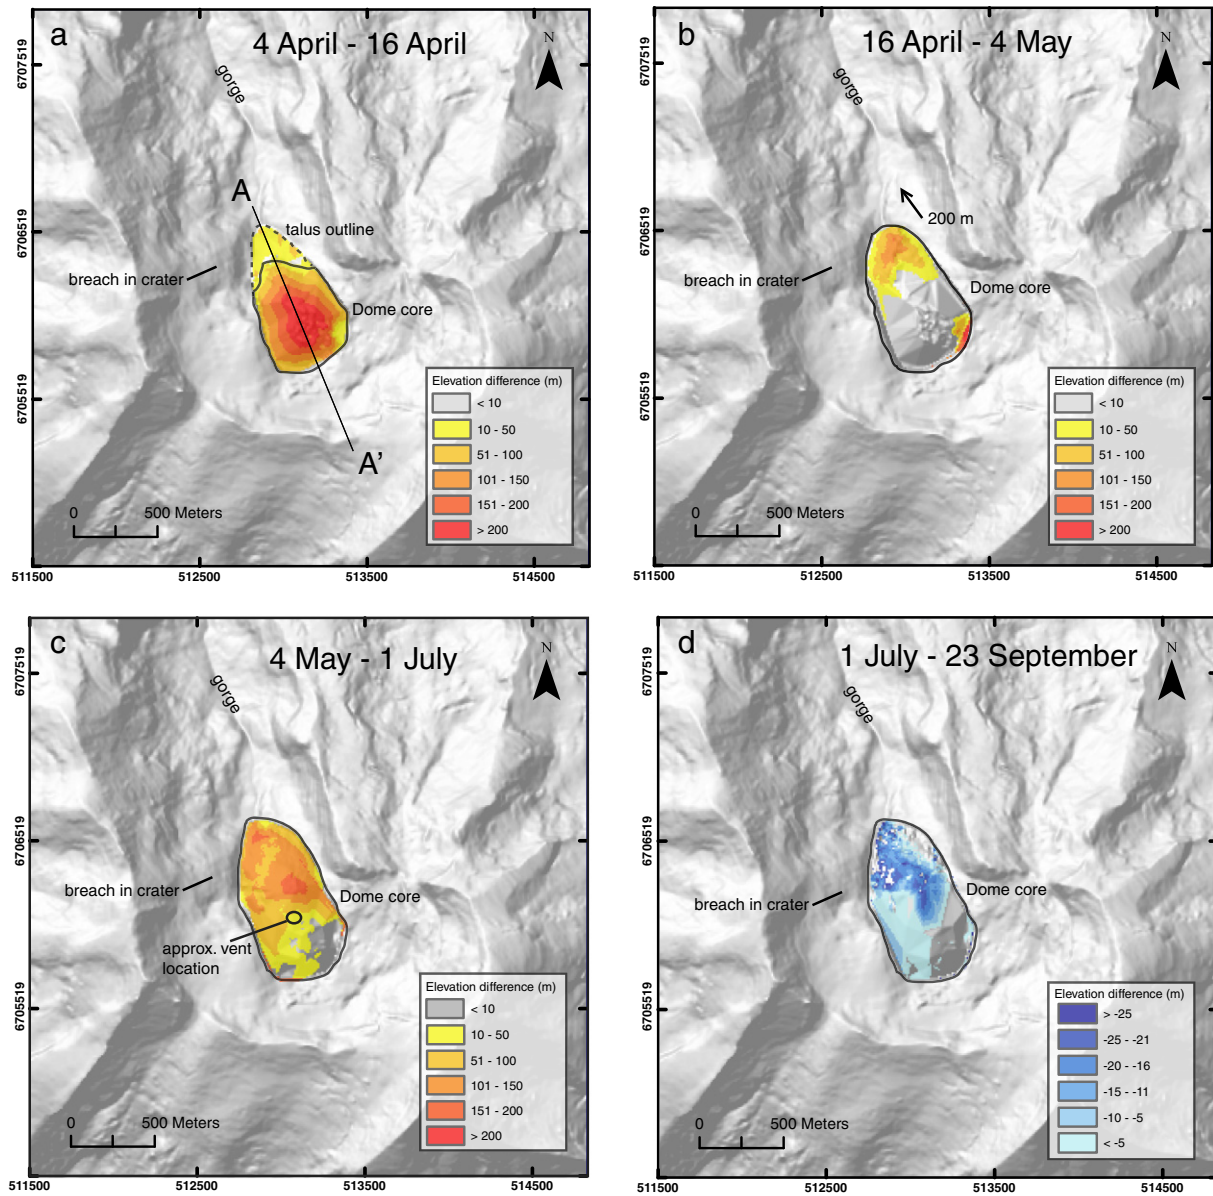 a
4 April - 16 April
N
gorge
A
talus outline
breach in crater
Dome core
A'
Elevation difference (m)
< 10
10 - 50
51 - 100
101 - 150
151 - 200
> 200
0 500 Meters
6707519
6706519
6705519
511500 512500 513500 514500
b
16 April - 4 May
N
gorge
200 m
breach in crater
Dome core
Elevation difference (m)
< 10
10 - 50
51 - 100
101 - 150
151 - 200
> 200
0 500 Meters
6707519
6706519
6705519
511500 512500 513500 514500
c
4 May - 1 July
N
gorge
breach in crater
Dome core
approx. vent
location
Elevation difference (m)
< 10
10 - 50
51 - 100
101 - 150
151 - 200
> 200
0 500 Meters
6707519
6706519
6705519
511500 512500 513500 514500
d
1 July - 23 September
N
gorge
breach in crater
Dome core
Elevation difference (m)
> -25
-25 - -21
-20 - -16
-15 - -11
-10 - -5
< -5
0 500 Meters
6707519
6706519
6705519
511500 512500 513500 514500